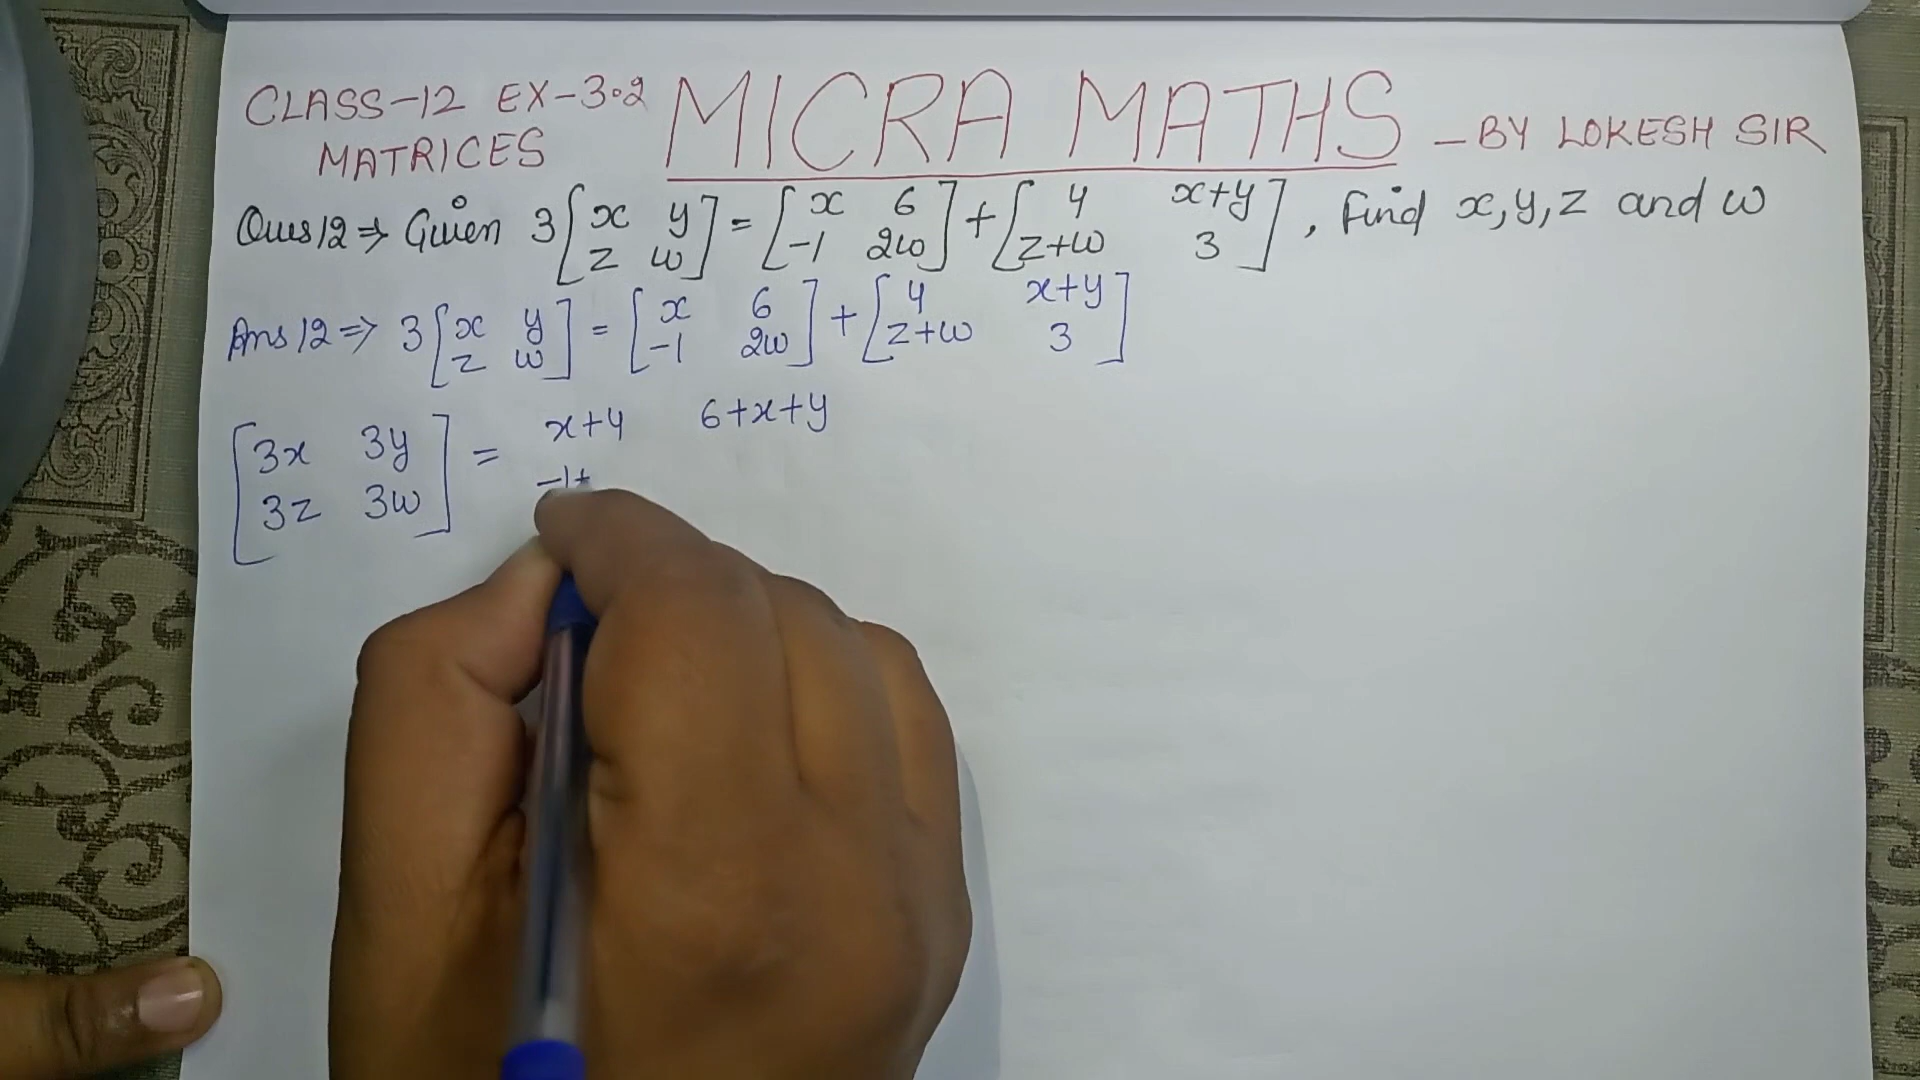 CLASS-12 EX-3.2 MICRA MATHS - BY LOKESH SIR
MATRICES
Ques 12 ⇒ Given 3[x y = [x 6 + [4 x+y], Find x, y, z and w
z w] -1 2w] z+w 3]
Ans 12 ⇒ 3[x y = [x 6 + [4 x+y
z w] -1 2w] z+w 3]
[3x 3y = x+4 6+x+y
3z 3w] -1+